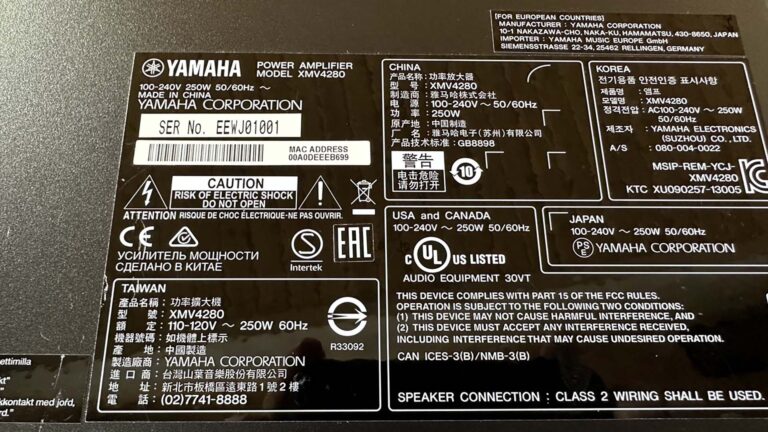 [FOR EUROPEAN COUNTRIES]
MANUFACTURER: YAMAHA CORPORATION
10-1 NAKAZAWA-CHO, NAKA-KU, HAMAMATSU, 430-8650, JAPAN
IMPORTER : YAMAHA MUSIC EUROPE GmbH
SIEMENSSTRASSE 22-34, 25462 RELLINGEN, GERMANY
YAMAHA
POWER AMPLIFIER
MODEL XMV4280
100-240V 250W 50/60Hz ~
MADE IN CHINA
YAMAHA CORPORATION
SER No. EEWJ01001
MAC ADDRESS
00A0DEEEB699
CAUTION
RISK OF ELECTRIC SHOCK
DO NOT OPEN
ATTENTION RISQUE DE CHOC ÉLECTRIQUE-NE PAS OUVRIR.
CE
Intertek
EAC
УСИЛИТЕЛЬ МОЩНОСТИ
СДЕЛАНО В КИТАЕ
TAIWAN
產品名稱: 功率擴大機
型 號: XMV4280
額 定: 110-120V ~ 250W 60Hz
機器號碼: 如機體上標示
產 地: 中國製造
製造廠商: YAMAHA CORPORATION
進 口 商: 台灣山葉音樂股份有限公司
地 址: 新北市板橋區遠東路1號2樓
電 話: (02)7741-8888
R33092
CHINA
产品名称: 功率放大器
型 号: XMV4280
制造商: 雅马哈株式会社
电 源: 100-240V ~ 50/60Hz
功 率: 250W
原产地: 中国制造
厂 名: 雅马哈电子(苏州)有限公司
产品技术标准: GB8898
警告
电击危险
请勿打开
10
KOREA
전기용품 안전인증 표시사항
제품명: 앰프
모델명: XMV4280
정격전압: AC100-240V ~ 250W
50/60Hz
제조자 : YAMAHA ELECTRONICS
(SUZHOU) CO., LTD.
A/S : 080-004-0022
MSIP-REM-YCJ-
XMV4280
KTC XU090257-13005
USA and CANADA
100-240V ~ 250W 50/60Hz
C UL US LISTED
AUDIO EQUIPMENT 30VT
JAPAN
100-240V ~ 250W 50/60Hz
PS
E
YAMAHA CORPORATION
THIS DEVICE COMPLIES WITH PART 15 OF THE FCC RULES.
OPERATION IS SUBJECT TO THE FOLLOWING TWO CONDITIONS:
(1) THIS DEVICE MAY NOT CAUSE HARMFUL INTERFERENCE, AND
(2) THIS DEVICE MUST ACCEPT ANY INTERFERENCE RECEIVED,
INCLUDING INTERFERENCE THAT MAY CAUSE UNDESIRED OPERATION.
CAN ICES-3(B)/NMB-3(B)
SPEAKER CONNECTION : CLASS 2 WIRING SHALL BE USED.
ettimilla
kt"
kkontakt med jord,
rd."